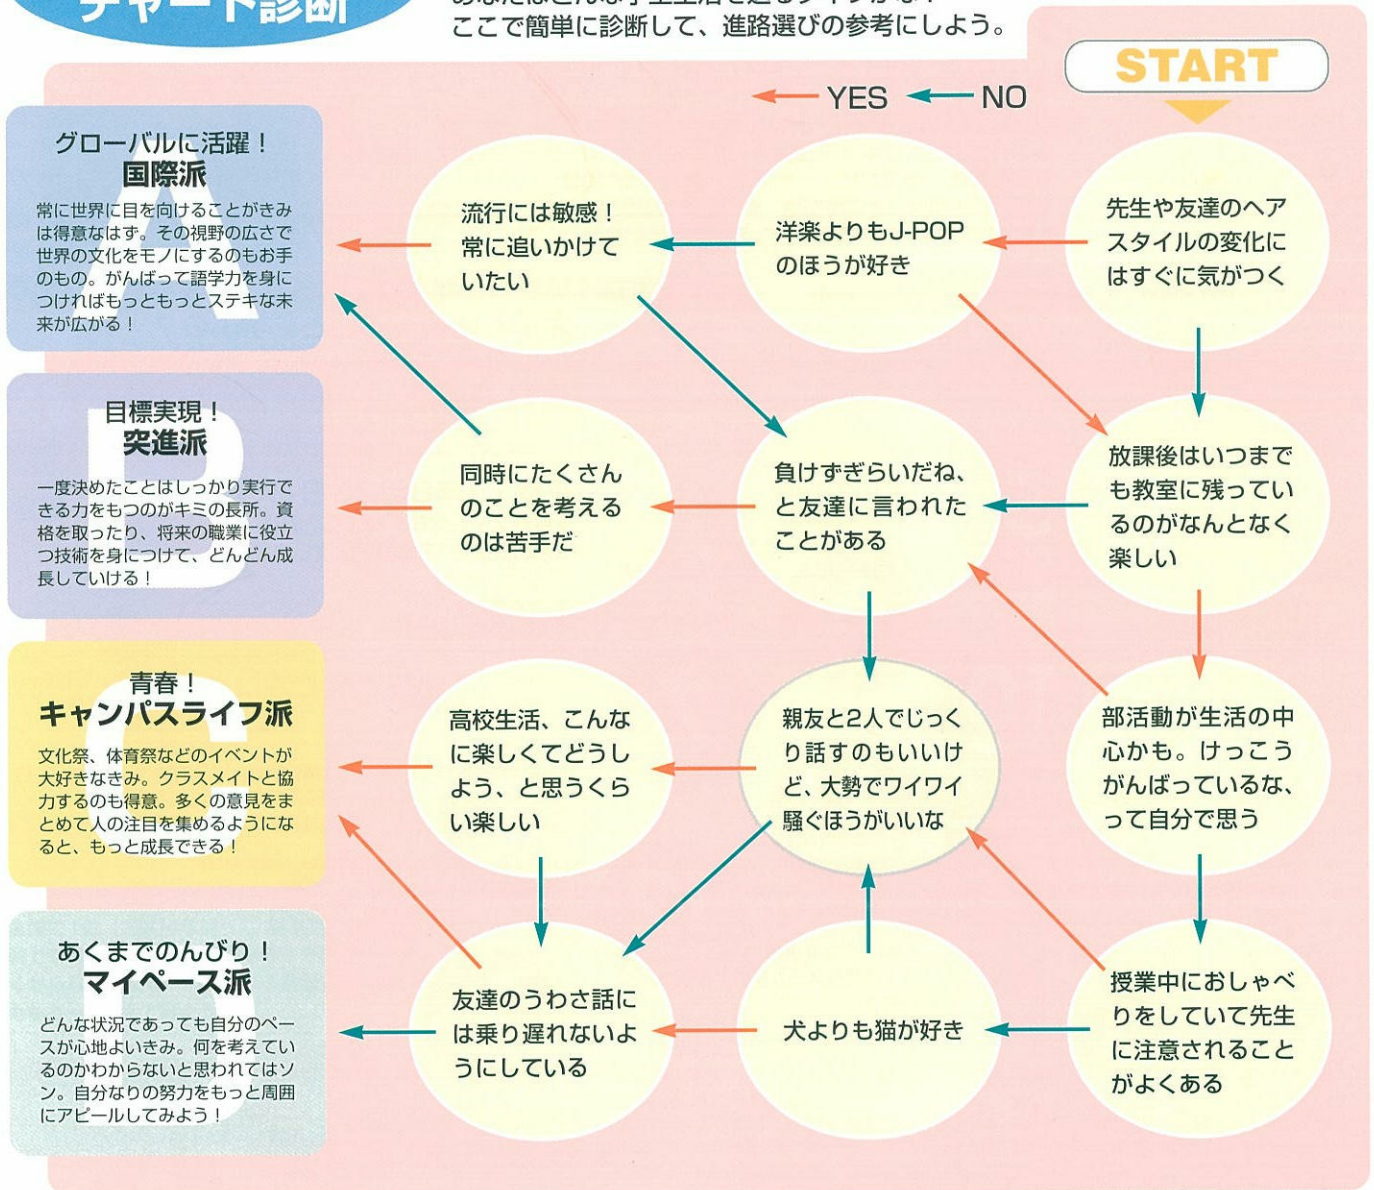 チャート診断
ここで簡単に診断して、進路選びの参考にしよう。
START
YES
NO
グローバルに活躍！
国際派
常に世界に目を向けることがきみ
は得意なはず。その視野の広さで
世界の文化をモノにするのもお手
のもの。がんばって語学力を身に
つければもっともっとステキな未
来が広がる！
流行には敏感！
常に追いかけて
いたい
洋楽よりもJ-POP
のほうが好き
先生や友達のヘア
スタイルの変化に
はすぐに気がつく
目標実現！
突進派
一度決めたことはしっかり実行で
きる力をもつのがキミの長所。資
格を取ったり、将来の職業に役立
つ技術を身につけて、どんどん成
長していける！
同時にたくさん
のことを考える
のは苦手だ
負けずぎらいだね、
と友達に言われた
ことがある
放課後はいつまで
も教室に残ってい
るのがなんとなく
楽しい
青春！
キャンパスライフ派
文化祭、体育祭などのイベントが
大好きなきみ。クラスメイトと協
力するのも得意。多くの意見をま
とめて人の注目を集めるようにな
ると、もっと成長できる！
高校生活、こんな
に楽しくてどうし
よう、と思うくら
い楽しい
親友と2人でじっく
り話すのもいいけ
ど、大勢でワイワイ
騒ぐほうがいいな
部活動が生活の中
心かも。けっこう
がんばっているな、
って自分で思う
あくまでのんびり！
マイペース派
どんな状況であっても自分のペー
スが心地よいきみ。何を考えてい
るのかわからないと思われてはソ
ン。自分なりの努力をもっと周囲
にアピールしてみよう！
友達のうわさ話に
は乗り遅れないよ
うにしている
犬よりも猫が好き
授業中におしゃべ
りをしていて先生
に注意されること
がよくある
A
B
C
D